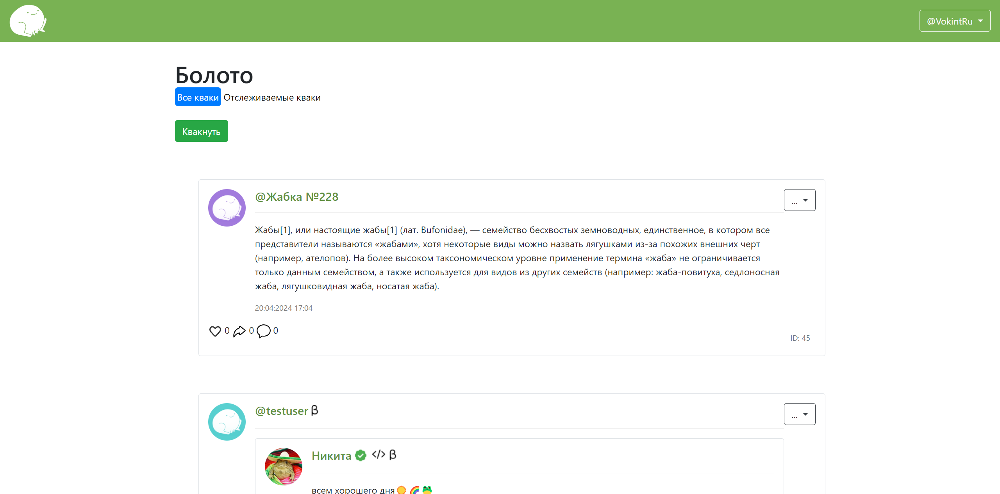 @VokintRu
Болото
Все кваки Отслеживаемые кваки
Квакнуть
@Жабка №228
...
Жабы[1], или настоящие жабы[1] (лат. Bufonidae), — семейство бесхвостых земноводных, единственное, в котором все
представители называются «жабами», хотя некоторые виды можно назвать лягушками из-за похожих внешних черт
(например, ателопов). На более высоком таксономическом уровне применение термина «жаба» не ограничивается
только данным семейством, а также используется для видов из других семейств (например: жаба-повитуха, седлоносная
жаба, лягушковидная жаба, носатая жаба).
20:04:2024 17:04
0 0 0
ID: 45
@testuser β
...
Никита </> β
всем хорошего дня🌞 🌈 🐸